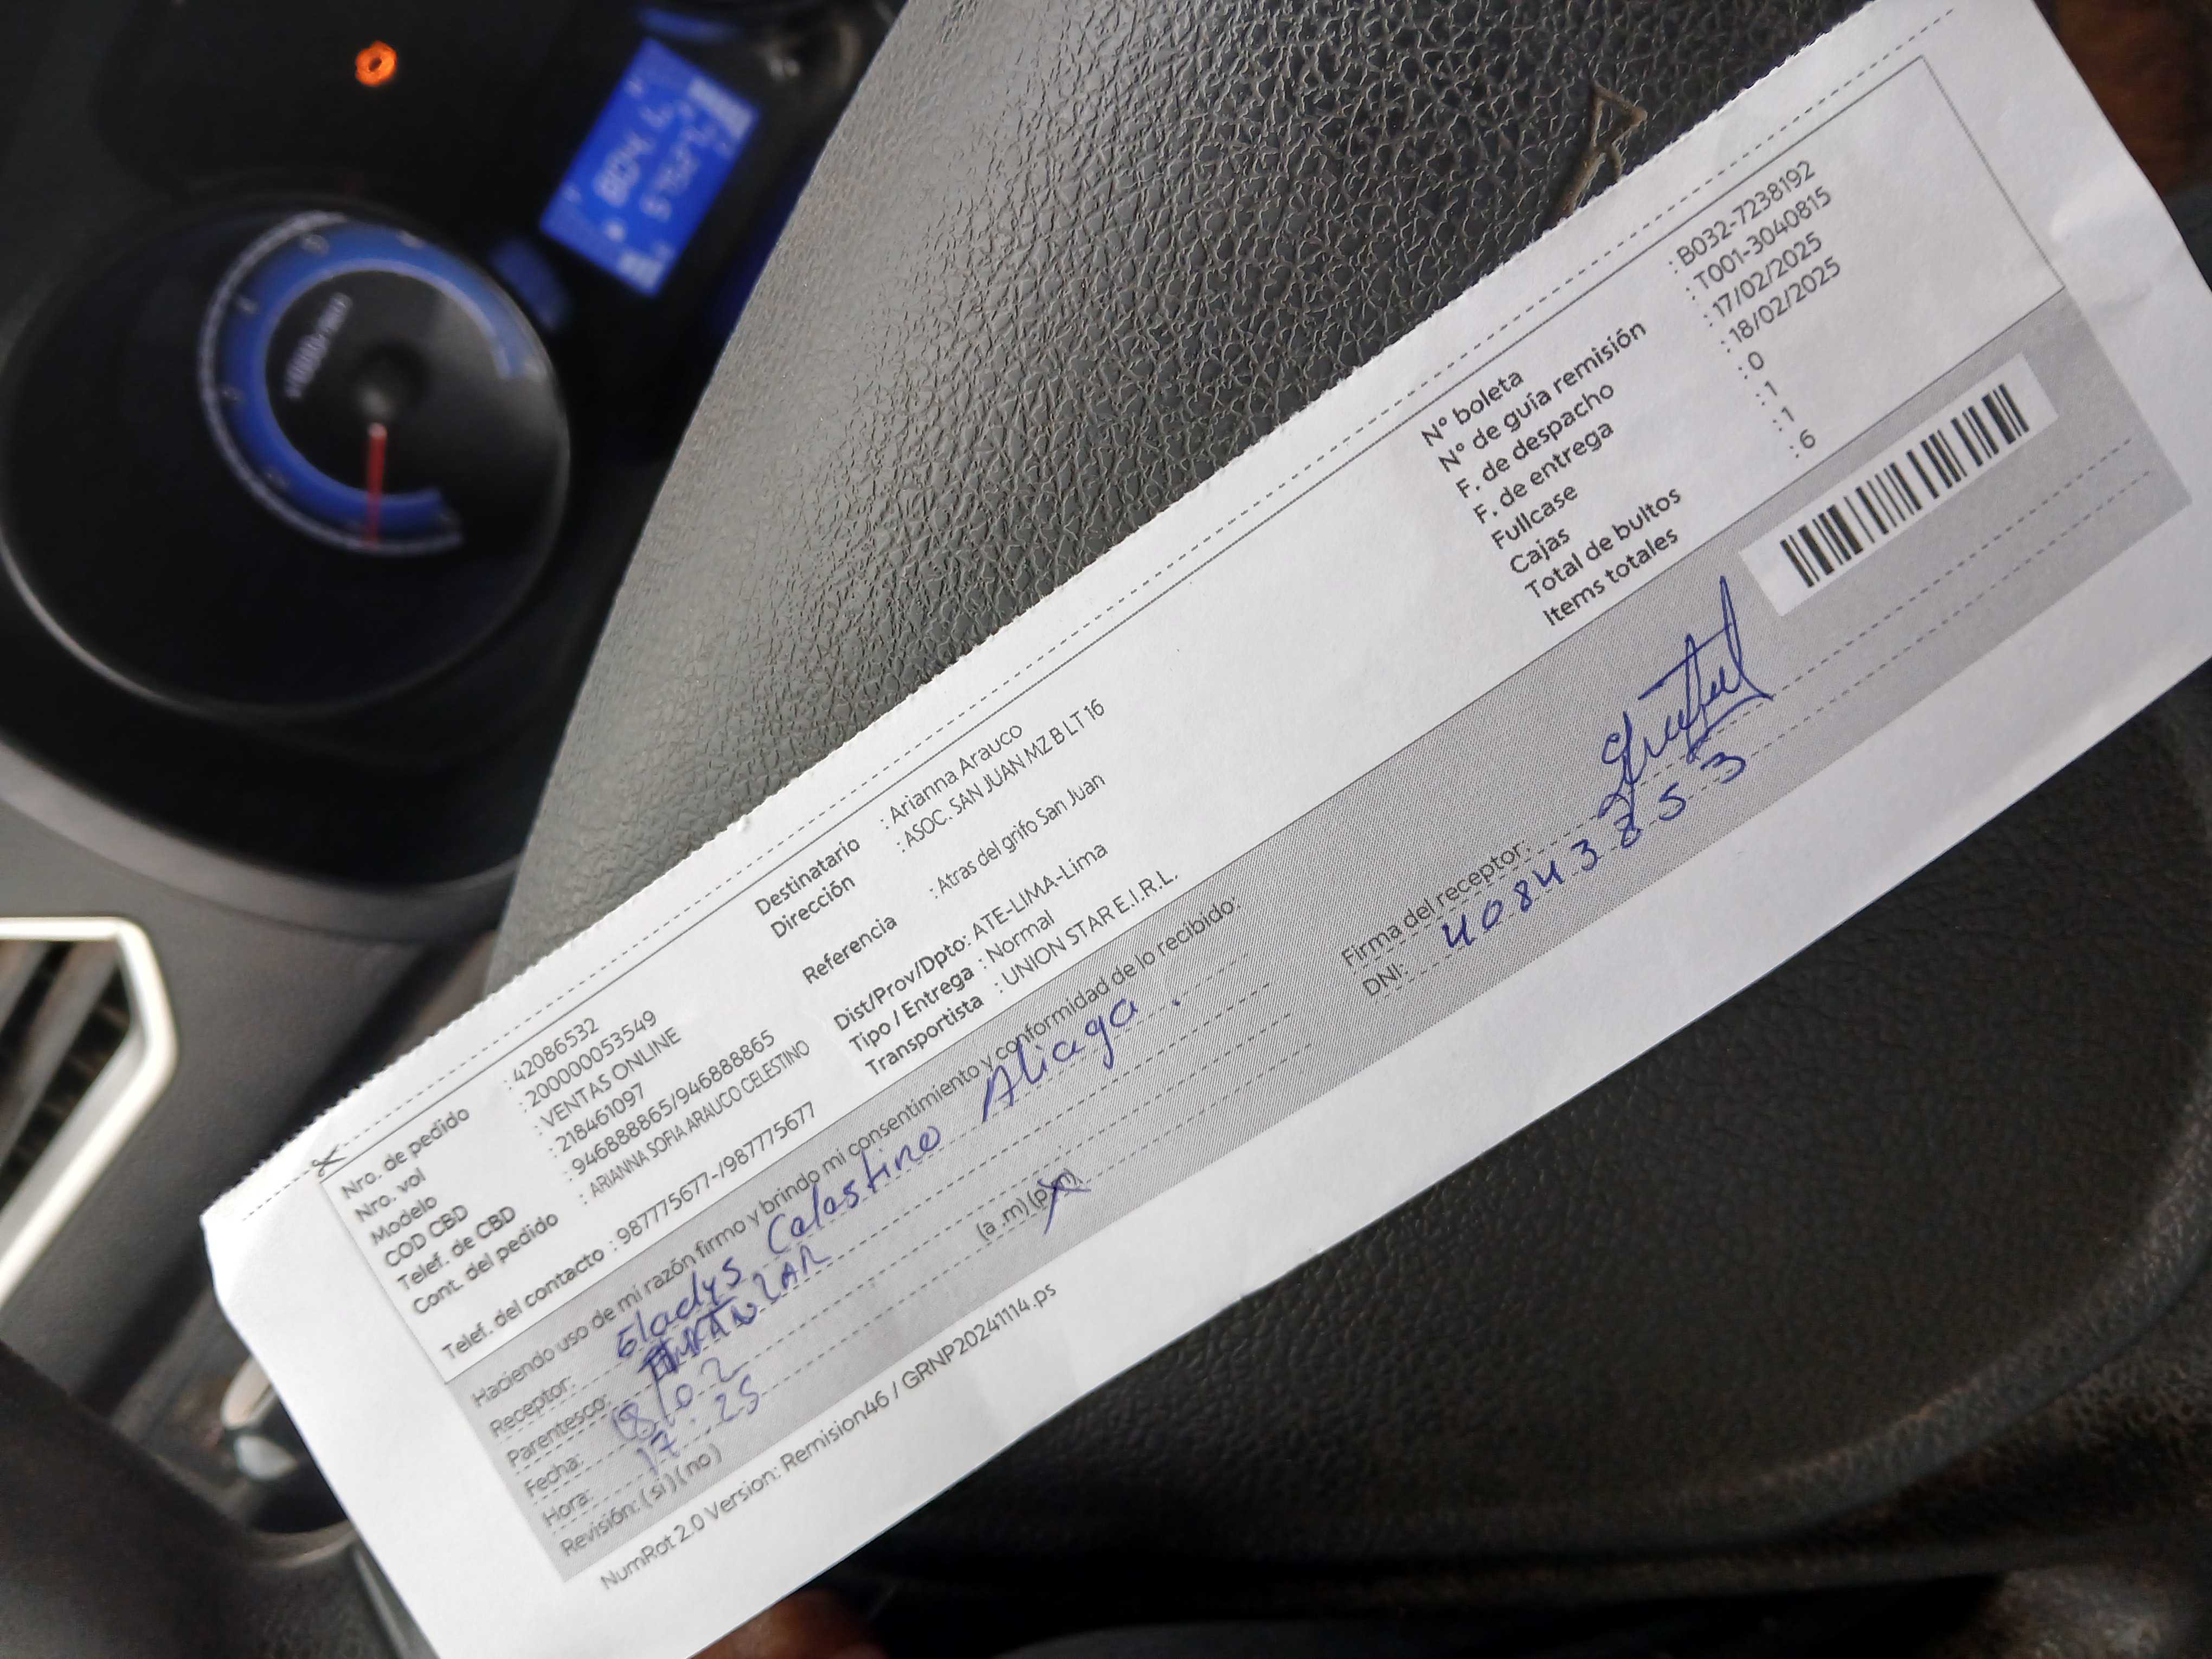 Nro. de pedido : 42086532
Nro. vol : 200000053549
Modelo : VENTAS ONLINE
COD CBD : 218461097
Telef. de CBD : 946888865/946888865
Cont. del pedido : ARIANNA SOFIA ARAUCO CELESTINO
Telef. del contacto : 987775677-/987775677
Destinatario : Arianna Arauco
Dirección : ASOC. SAN JUAN MZ B LT 16
Referencia : Atras del grifo San Juan
Dist/Prov/Dpto: ATE-LIMA-Lima
Tipo / Entrega : Normal
Transportista : UNION STAR E.I.R.L.
N° boleta : B032-7238192
N° de guía remisión : T001-3040815
F. de despacho : 17/02/2025
F. de entrega : 18/02/2025
Fullcase : 0
Cajas : 1
Total de bultos : 1
Items totales : 6
Haciendo uso de mi razón firmo y brindo mi consentimiento y conformidad de lo recibido:
Receptor: Gladys Celestino Aliaga.
Parentesco:
Fecha: 18/02
Hora: 17:25 (a .m) (p.m)
Revisión: (si) (no)
Firma del receptor:
DNI: 40843853
NumRot 2.0 Version: Remision46 / GRNP20241114.ps